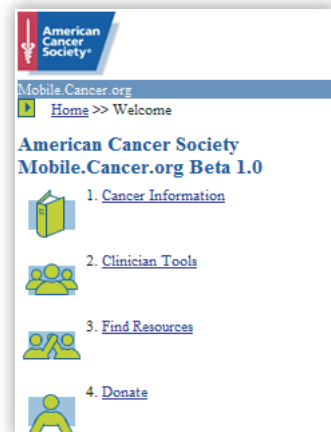 American
Cancer
Society®
Mobile.Cancer.org
Home >> Welcome
American Cancer Society
Mobile.Cancer.org Beta 1.0
1. Cancer Information
2. Clinician Tools
3. Find Resources
4. Donate